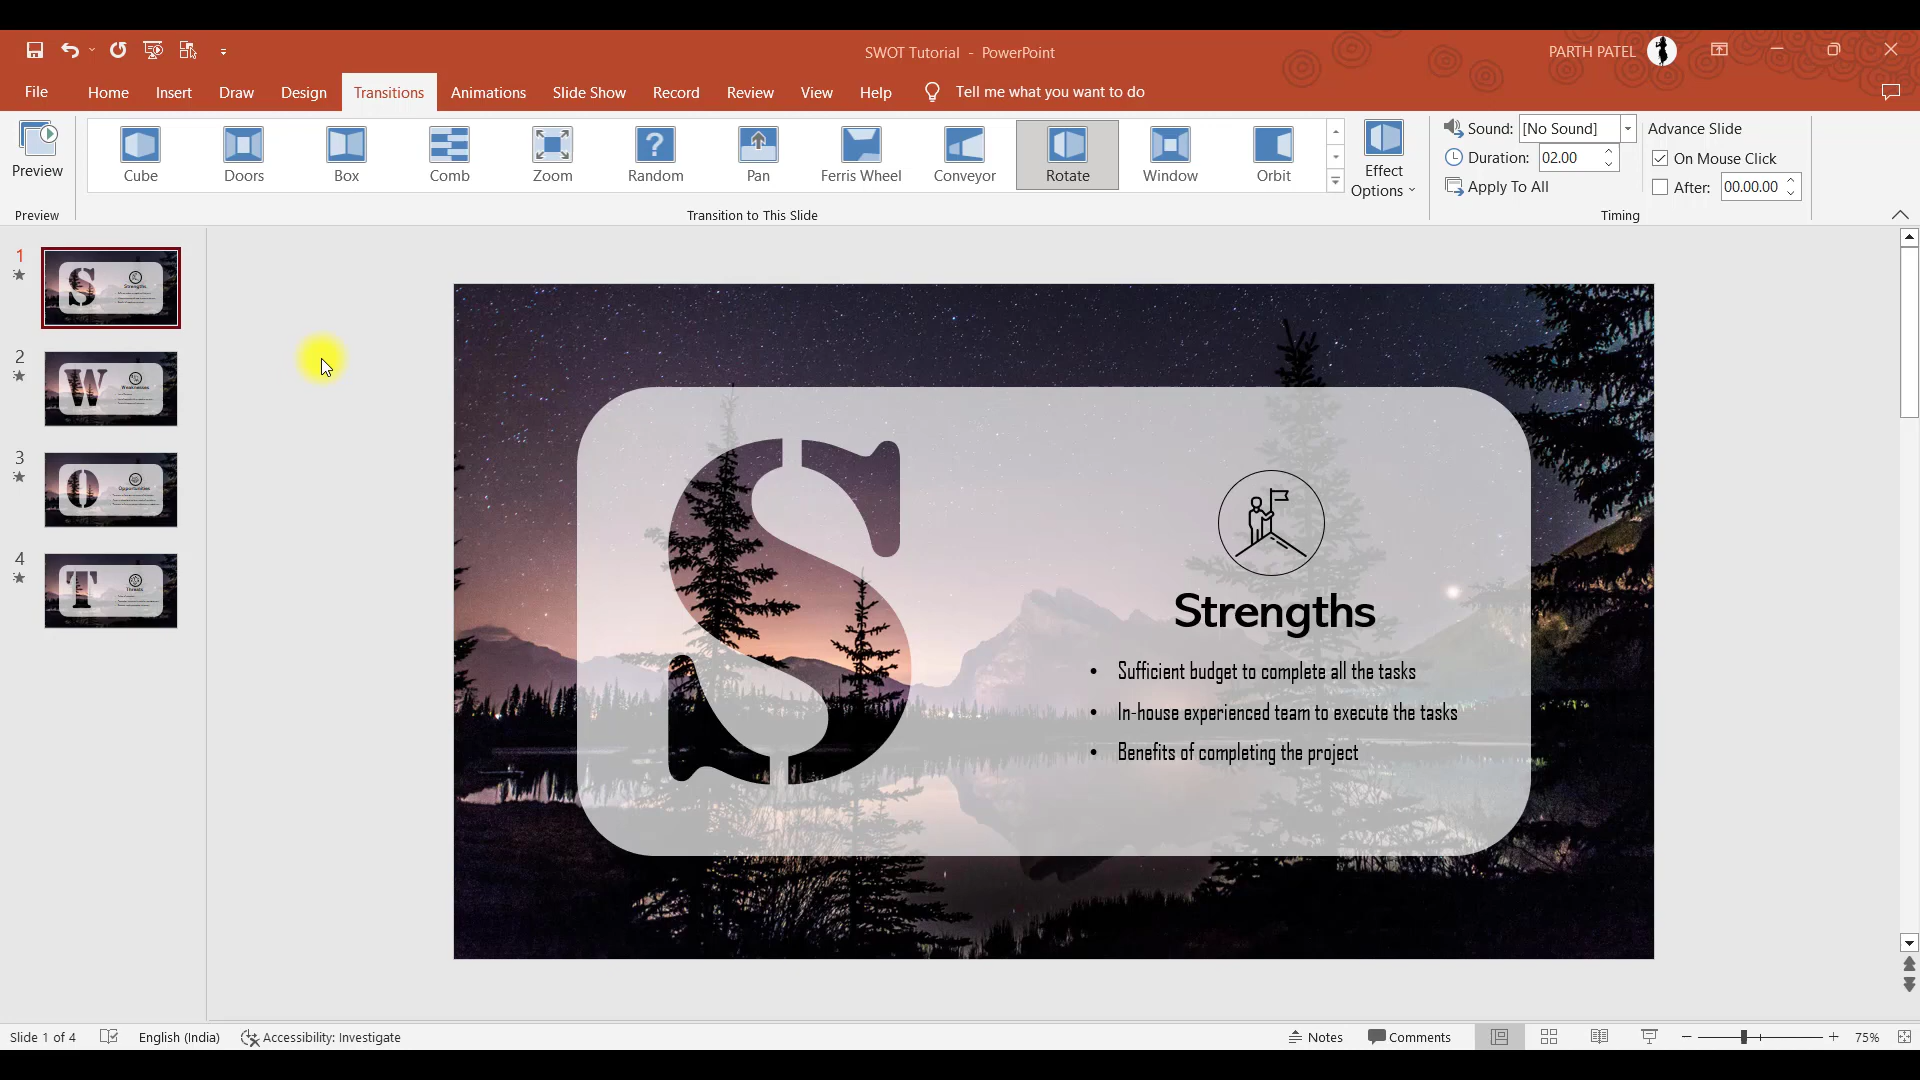 SWOT Tutorial - PowerPoint
PARTH PATEL
File Home Insert Draw Design Transitions Animations Slide Show Record Review View Help Tell me what you want to do
Preview
Cube Doors Box Comb Zoom Random Pan Ferris Wheel Conveyor Rotate Window Orbit
Effect
Options
Sound: [No Sound]
Duration: 02.00
Apply To All
Advance Slide
On Mouse Click
After: 00.00.00
Preview
Transition to This Slide
Timing
1
S
Strengths
2
W
Weaknesses
3
O
Opportunities
4
T
Threats
S
Strengths
• Sufficient budget to complete all the tasks
• In-house experienced team to execute the tasks
• Benefits of completing the project
Slide 1 of 4 English (India) Accessibility: Investigate Notes Comments 75%